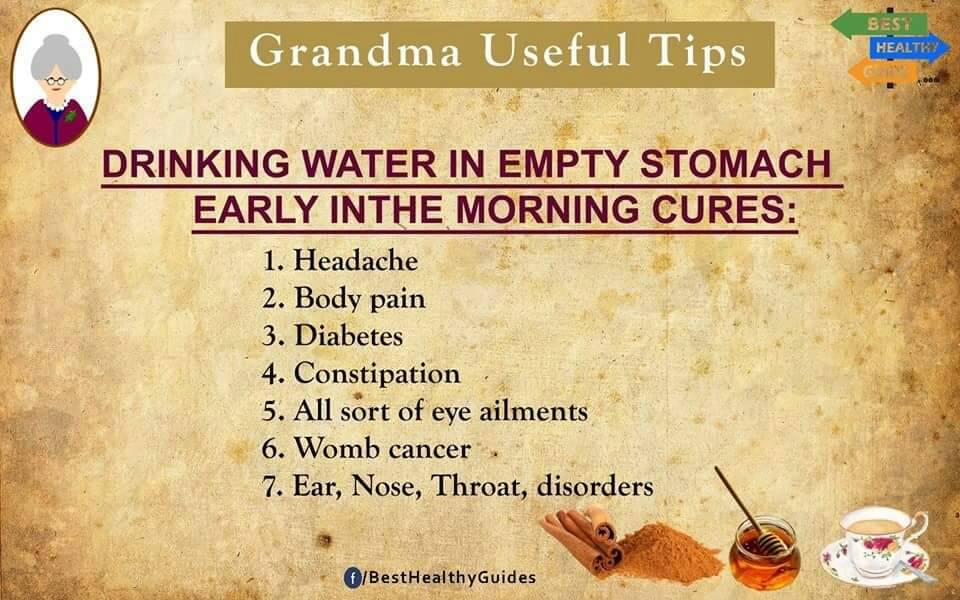 Grandma Useful Tips
BEST
HEALTHY
DRINKING WATER IN EMPTY STOMACH
EARLY INTHE MORNING CURES:
1. Headache
2. Body pain
3. Diabetes
4. Constipation
5. All sort of eye ailments
6. Womb cancer
7. Ear, Nose, Throat, disorders
f/BestHealthyGuides